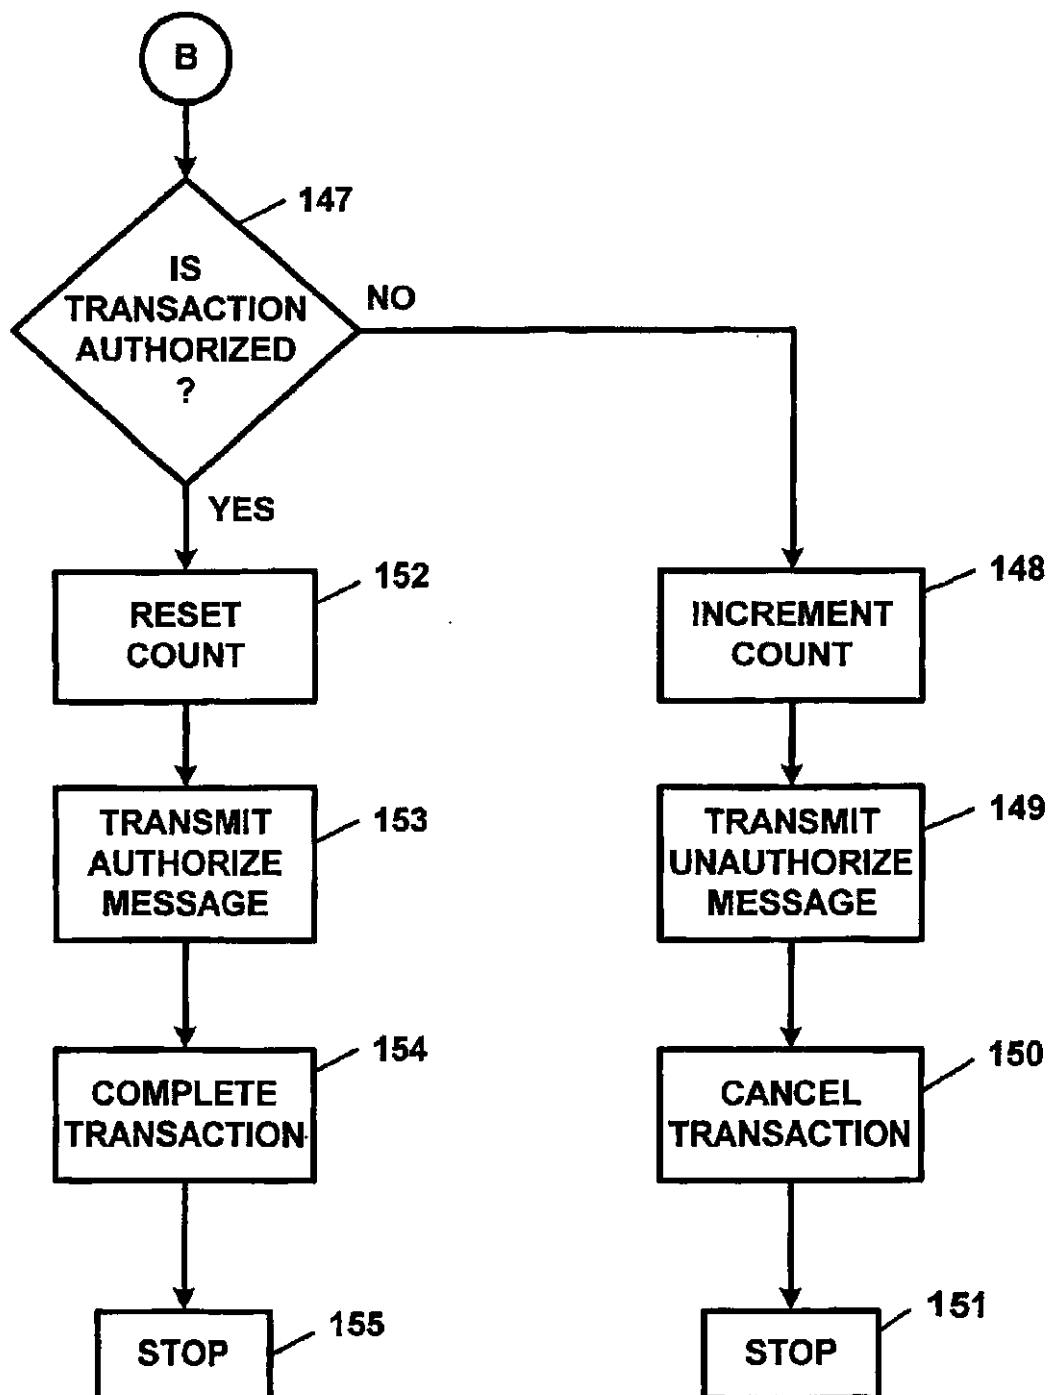 B
147
IS
TRANSACTION
AUTHORIZED
?
NO
YES
152
RESET
COUNT
148
INCREMENT
COUNT
153
TRANSMIT
AUTHORIZE
MESSAGE
149
TRANSMIT
UNAUTHORIZE
MESSAGE
154
COMPLETE
TRANSACTION
150
CANCEL
TRANSACTION
155
STOP
151
STOP